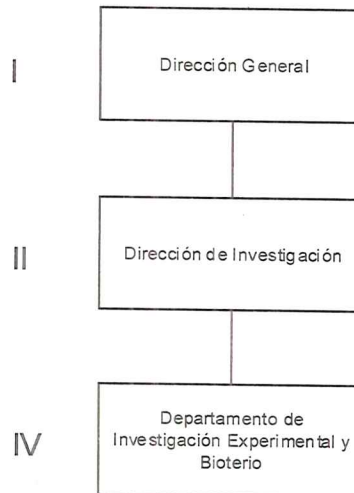 I
Dirección General
II
Dirección de Investigación
IV
Departamento de
Investigación Experimental y
Bioterio